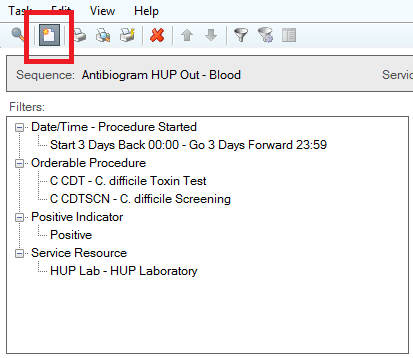 Task Edit View Help
Sequence: Antibiogram HUP Out - Blood Servic
Filters:
Date/Time - Procedure Started
Start 3 Days Back 00:00 - Go 3 Days Forward 23:59
Orderable Procedure
C CDT - C. difficile Toxin Test
C CDTSCN - C. difficile Screening
Positive Indicator
Positive
Service Resource
HUP Lab - HUP Laboratory